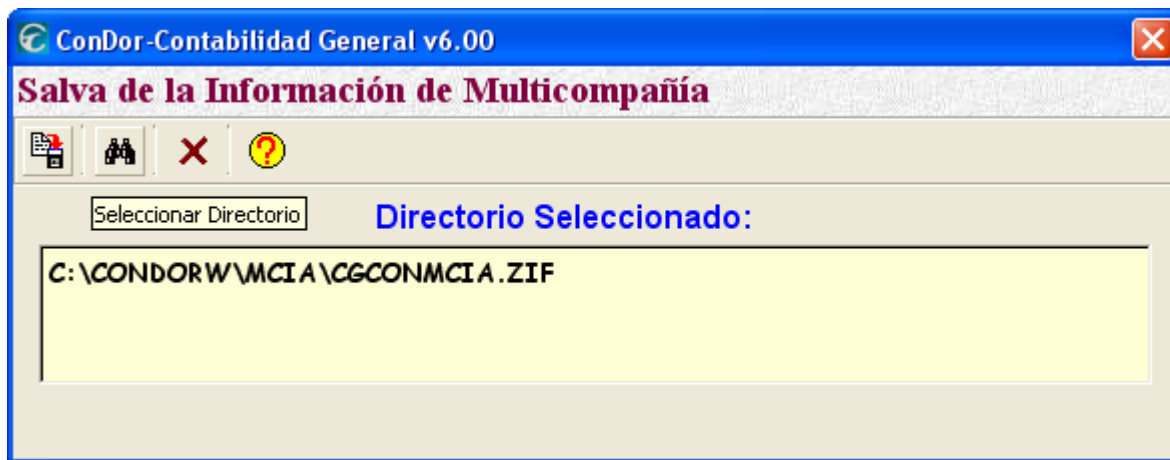 ConDor-Contabilidad General v6.00
Salva de la Información de Multicompañía
Seleccionar Directorio
Directorio Seleccionado:
C:\CONDORW\MCIA\CGCONMCIA.ZIF